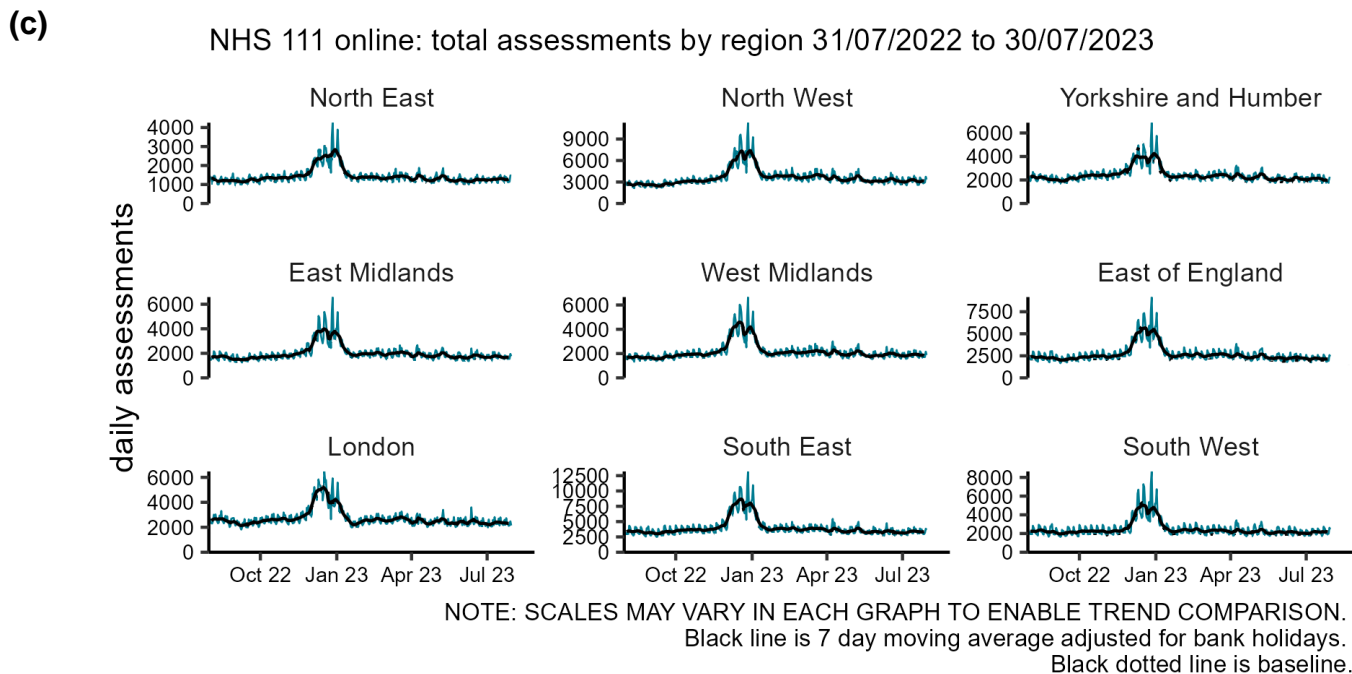 (c)
NHS 111 online: total assessments by region 31/07/2022 to 30/07/2023
daily assessments
North East
4000
3000
2000
1000
0
North West
9000
6000
3000
0
Yorkshire and Humber
6000
4000
2000
0
East Midlands
6000
4000
2000
0
West Midlands
6000
4000
2000
0
East of England
7500
5000
2500
0
London
6000
4000
2000
0
Oct 22 Jan 23 Apr 23 Jul 23
South East
12500
10000
7500
5000
2500
0
Oct 22 Jan 23 Apr 23 Jul 23
South West
8000
6000
4000
2000
0
Oct 22 Jan 23 Apr 23 Jul 23
NOTE: SCALES MAY VARY IN EACH GRAPH TO ENABLE TREND COMPARISON.
Black line is 7 day moving average adjusted for bank holidays.
Black dotted line is baseline.